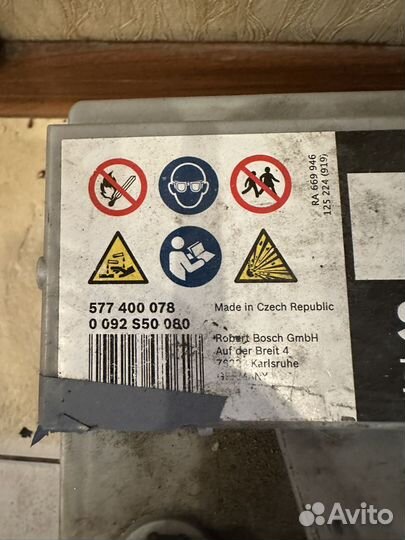 RA 669 946
125 224 (919)
577 400 078
0 092 S50 080
Made in Czech Republic
Robert Bosch GmbH
Auf der Breit 4
Karlsruhe
GERMANY
S
Avito